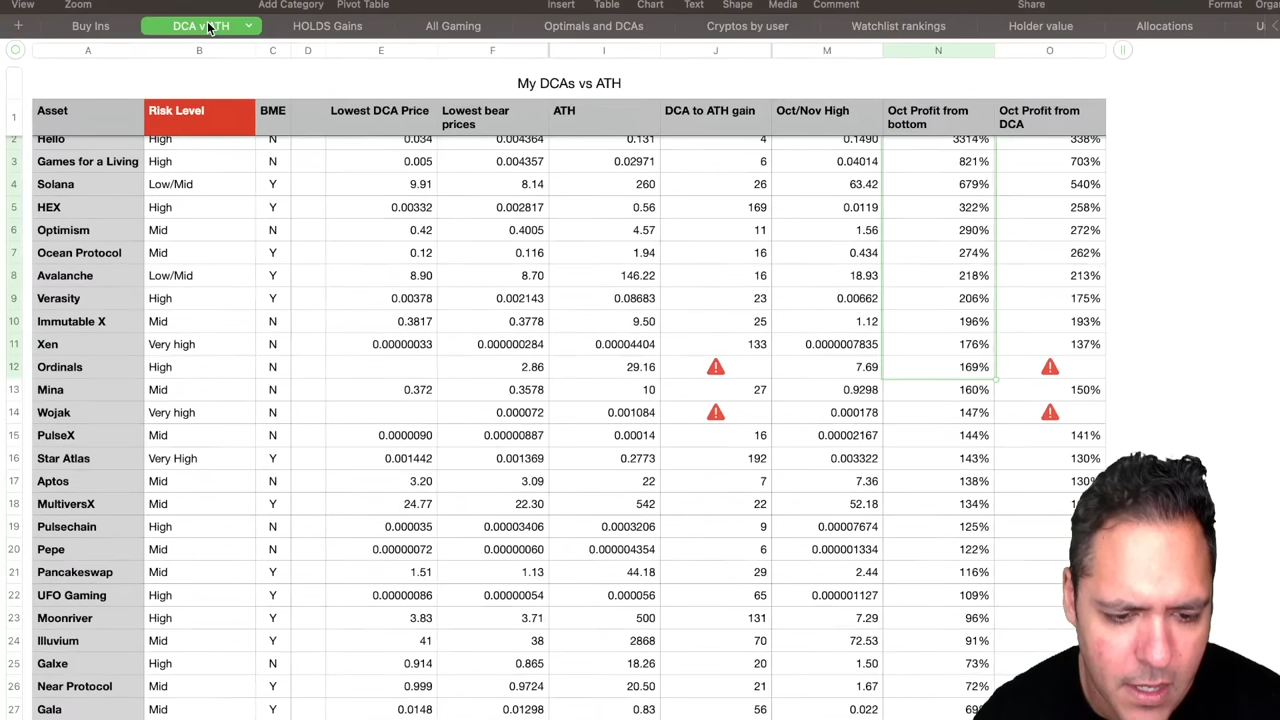 View Zoom Add Category Pivot Table Insert Table Chart Text Shape Media Comment Share Format
+ Buy Ins DCA v ATH HOLDS Gains All Gaming Optimals and DCAs Cryptos by user Watchlist rankings Holder value Allocations
A B C D E F I J M N O
My DCAs vs ATH
1 Asset Risk Level BME Lowest DCA Price Lowest bear prices ATH DCA to ATH gain Oct/Nov High Oct Profit from bottom Oct Profit from DCA
2 Hello High N 0.034 0.004364 0.131 4 0.1490 3314% 338%
3 Games for a Living High N 0.005 0.004357 0.02971 6 0.04014 821% 703%
4 Solana Low/Mid Y 9.91 8.14 260 26 63.42 679% 540%
5 HEX High Y 0.00332 0.002817 0.56 169 0.0119 322% 258%
6 Optimism Mid N 0.42 0.4005 4.57 11 1.56 290% 272%
7 Ocean Protocol Mid Y 0.12 0.116 1.94 16 0.434 274% 262%
8 Avalanche Low/Mid Y 8.90 8.70 146.22 16 18.93 218% 213%
9 Verasity High Y 0.00378 0.002143 0.08683 23 0.00662 206% 175%
10 Immutable X Mid N 0.3817 0.3778 9.50 25 1.12 196% 193%
11 Xen Very high N 0.00000033 0.000000284 0.00004404 133 0.0000007835 176% 137%
12 Ordinals High N 2.86 29.16 7.69 169%
13 Mina Mid N 0.372 0.3578 10 27 0.9298 160% 150%
14 Wojak Very high N 0.000072 0.001084 0.000178 147%
15 PulseX Mid N 0.0000090 0.00000887 0.00014 16 0.00002167 144% 141%
16 Star Atlas Very High Y 0.001442 0.001369 0.2773 192 0.003322 143% 130%
17 Aptos Mid N 3.20 3.09 22 7 7.36 138% 130%
18 MultiversX Mid Y 24.77 22.30 542 22 52.18 134%
19 Pulsechain High N 0.000035 0.00003406 0.0003206 9 0.00007674 125%
20 Pepe Mid N 0.00000072 0.00000060 0.000004354 6 0.000001334 122%
21 Pancakeswap Mid Y 1.51 1.13 44.18 29 2.44 116%
22 UFO Gaming High Y 0.00000086 0.00000054 0.000056 65 0.000001127 109%
23 Moonriver High Y 3.83 3.71 500 131 7.29 96%
24 Illuvium Mid Y 41 38 2868 70 72.53 91%
25 Galxe High N 0.914 0.865 18.26 20 1.50 73%
26 Near Protocol Mid Y 0.999 0.9724 20.50 21 1.67 72%
27 Gala Mid Y 0.0148 0.01298 0.83 56 0.022